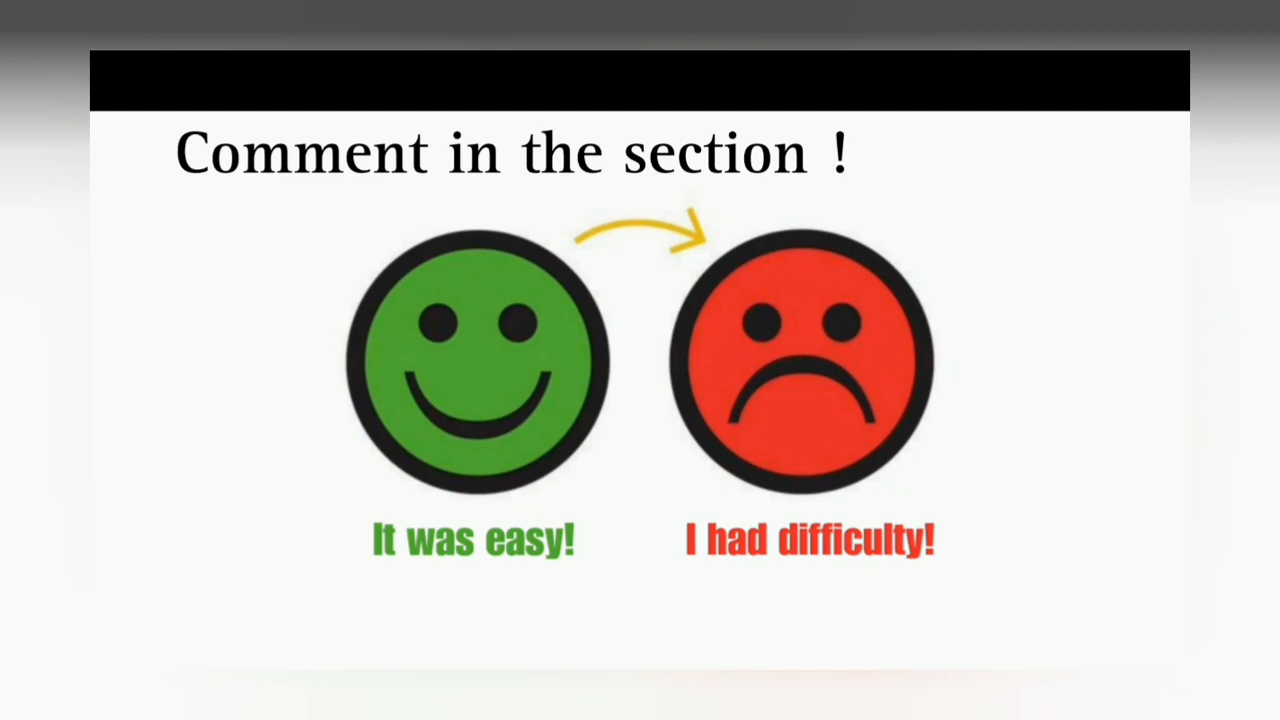 Comment in the section !
It was easy!
I had difficulty!